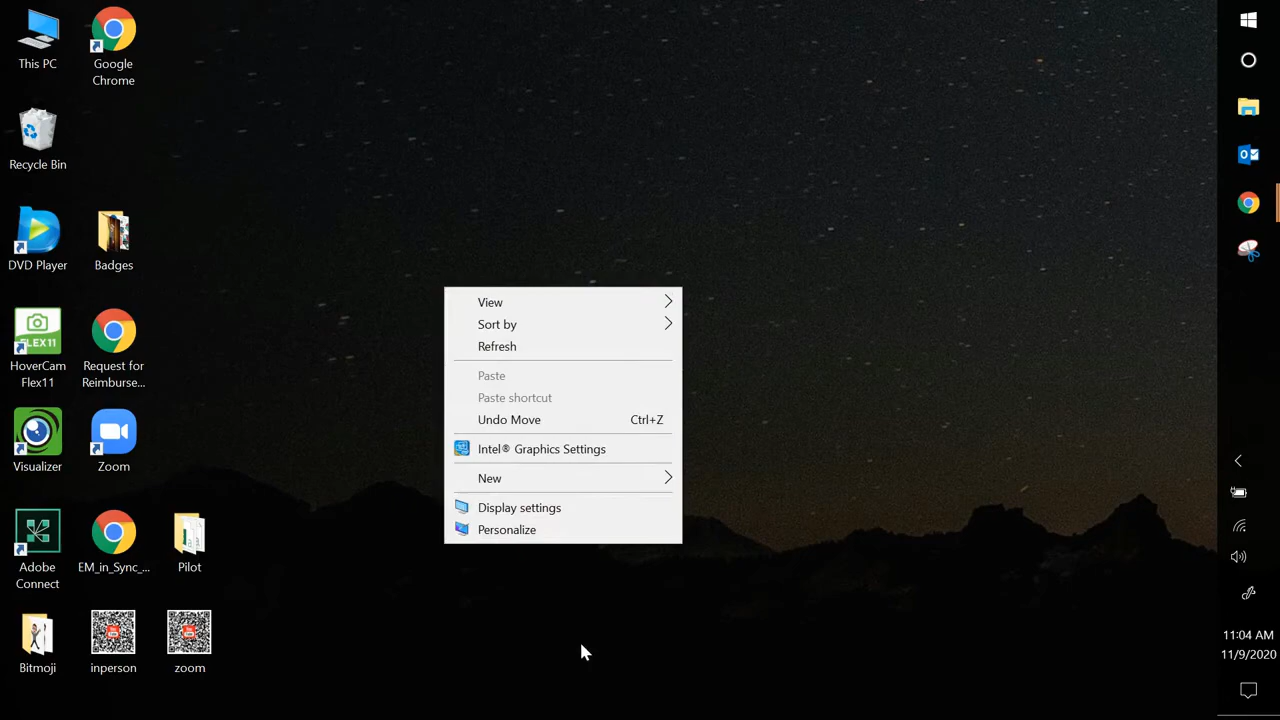 This PC
Google
Chrome
Recycle Bin
DVD Player
Badges
FLEX11
HoverCam
Flex11
Request for
Reimburse...
Visualizer
Zoom
Adobe
Connect
EM_in_Sync_...
Pilot
Bitmoji
inperson
zoom
View
Sort by
Refresh
Paste
Paste shortcut
Undo Move Ctrl+Z
Intel® Graphics Settings
New
Display settings
Personalize
11:04 AM
11/9/2020